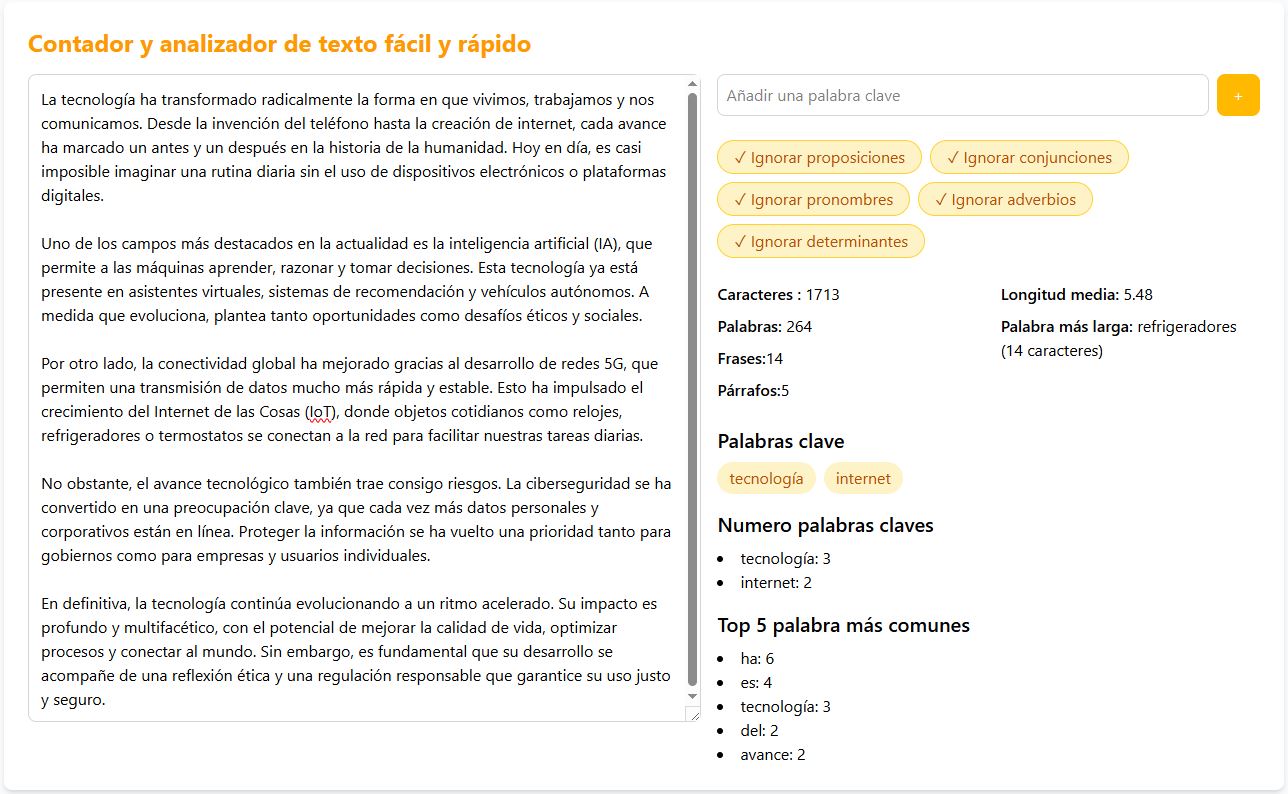 Contador y analizador de texto fácil y rápido
La tecnología ha transformado radicalmente la forma en que vivimos, trabajamos y nos
comunicamos. Desde la invención del teléfono hasta la creación de internet, cada avance
ha marcado un antes y un después en la historia de la humanidad. Hoy en día, es casi
imposible imaginar una rutina diaria sin el uso de dispositivos electrónicos o plataformas
digitales.
Uno de los campos más destacados en la actualidad es la inteligencia artificial (IA), que
permite a las máquinas aprender, razonar y tomar decisiones. Esta tecnología ya está
presente en asistentes virtuales, sistemas de recomendación y vehículos autónomos. A
medida que evoluciona, plantea tanto oportunidades como desafíos éticos y sociales.
Por otro lado, la conectividad global ha mejorado gracias al desarrollo de redes 5G, que
permiten una transmisión de datos mucho más rápida y estable. Esto ha impulsado el
crecimiento del Internet de las Cosas (IoT), donde objetos cotidianos como relojes,
refrigeradores o termostatos se conectan a la red para facilitar nuestras tareas diarias.
No obstante, el avance tecnológico también trae consigo riesgos. La ciberseguridad se ha
convertido en una preocupación clave, ya que cada vez más datos personales y
corporativos están en línea. Proteger la información se ha vuelto una prioridad tanto para
gobiernos como para empresas y usuarios individuales.
En definitiva, la tecnología continúa evolucionando a un ritmo acelerado. Su impacto es
profundo y multifacético, con el potencial de mejorar la calidad de vida, optimizar
procesos y conectar al mundo. Sin embargo, es fundamental que su desarrollo se
acompañe de una reflexión ética y una regulación responsable que garantice su uso justo
y seguro.
Añadir una palabra clave
+
✓ Ignorar proposiciones
✓ Ignorar conjunciones
✓ Ignorar pronombres
✓ Ignorar adverbios
✓ Ignorar determinantes
Caracteres : 1713
Palabras: 264
Frases:14
Párrafos:5
Longitud media: 5.48
Palabra más larga: refrigeradores
(14 caracteres)
Palabras clave
tecnología
internet
Numero palabras claves
• tecnología: 3
• internet: 2
Top 5 palabra más comunes
• ha: 6
• es: 4
• tecnología: 3
• del: 2
• avance: 2